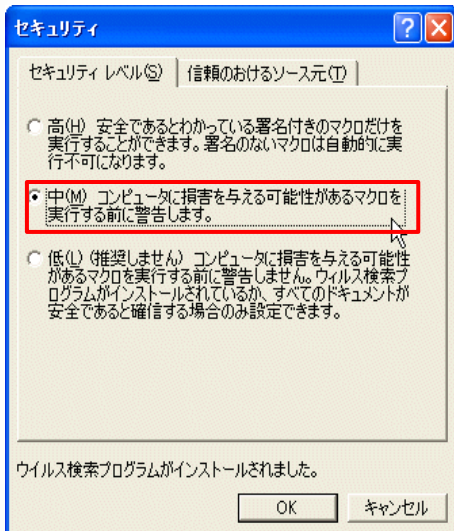 セキュリティ
セキュリティ レベル(S)
信頼のおけるソース元(T)
高(H) 安全であるとわかっている署名付きのマクロだけを
実行することができます。署名のないマクロは自動的に実
行不可になります。
中(M) コンピュータに損害を与える可能性があるマクロを
実行する前に警告します。
低(L) (推奨しません) コンピュータに損害を与える可能性
があるマクロを実行する前に警告しません。ウィルス検索プ
ログラムがインストールされているか、すべてのドキュメントが
安全であると確信する場合のみ設定できます。
ウイルス検索プログラムがインストールされました。
OK
キャンセル